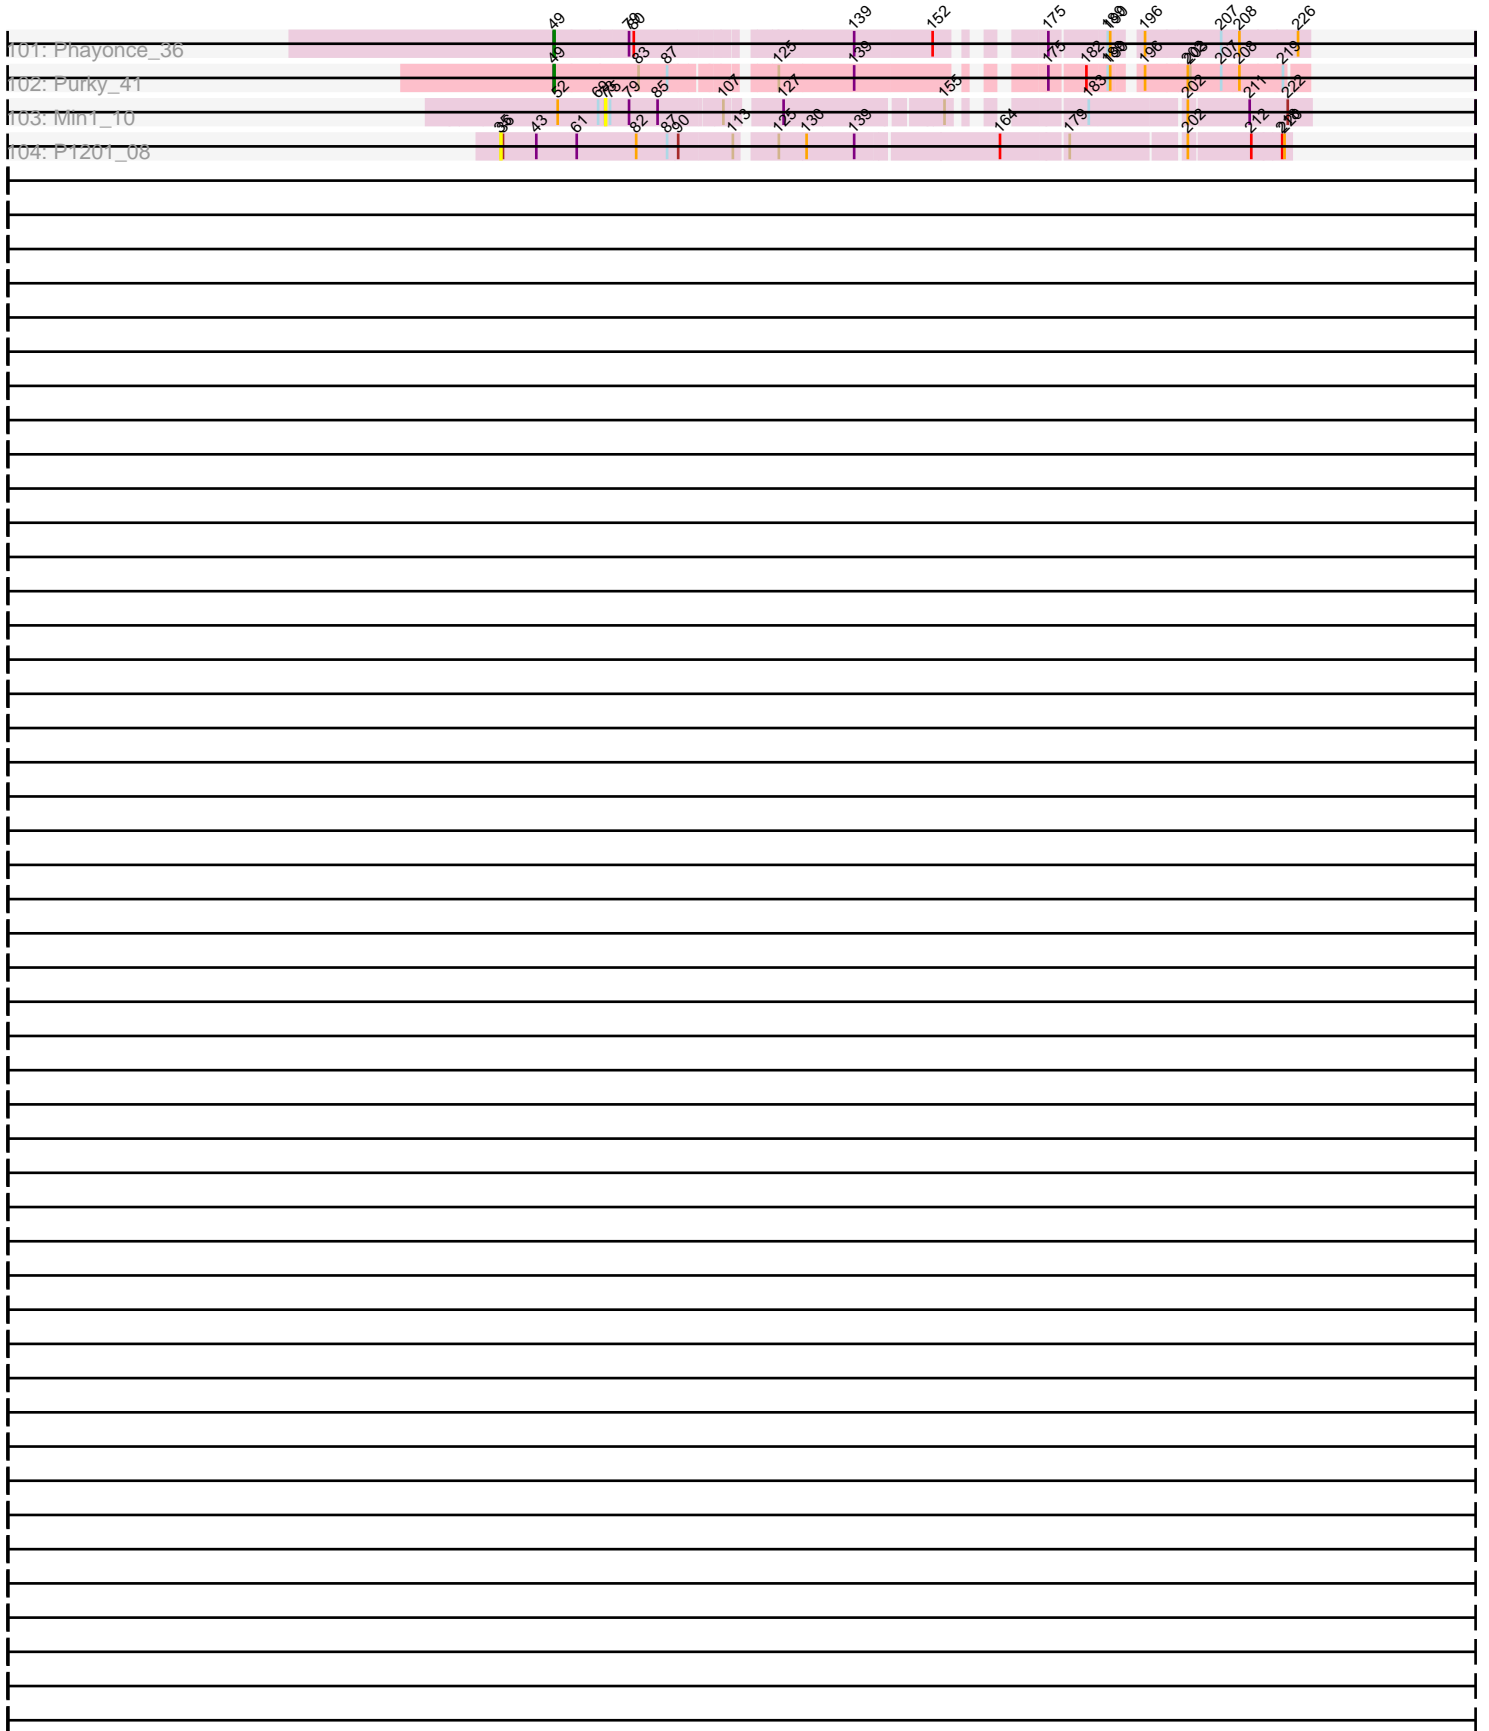 49 79 80 139 152 175 189 190 196 207 208 226
101: Phayonce_36
49 83 87 125 139 175 182 189 190 196 202 203 207 208 219
102: Purky_41
52 69 73 75 79 85 107 127 155 183 202 211 222
103: Min1_10
35 36 43 61 82 87 90 113 125 130 139 164 179 202 212 220
104: P1201_08